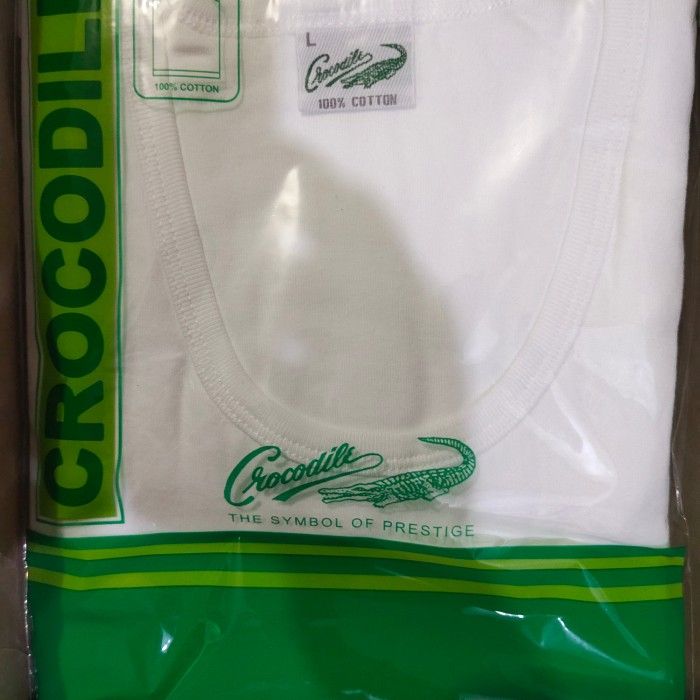 CROCODILE
100% COTTON
L
Crocodile
100% COTTON
Crocodile
THE SYMBOL OF PRESTIGE